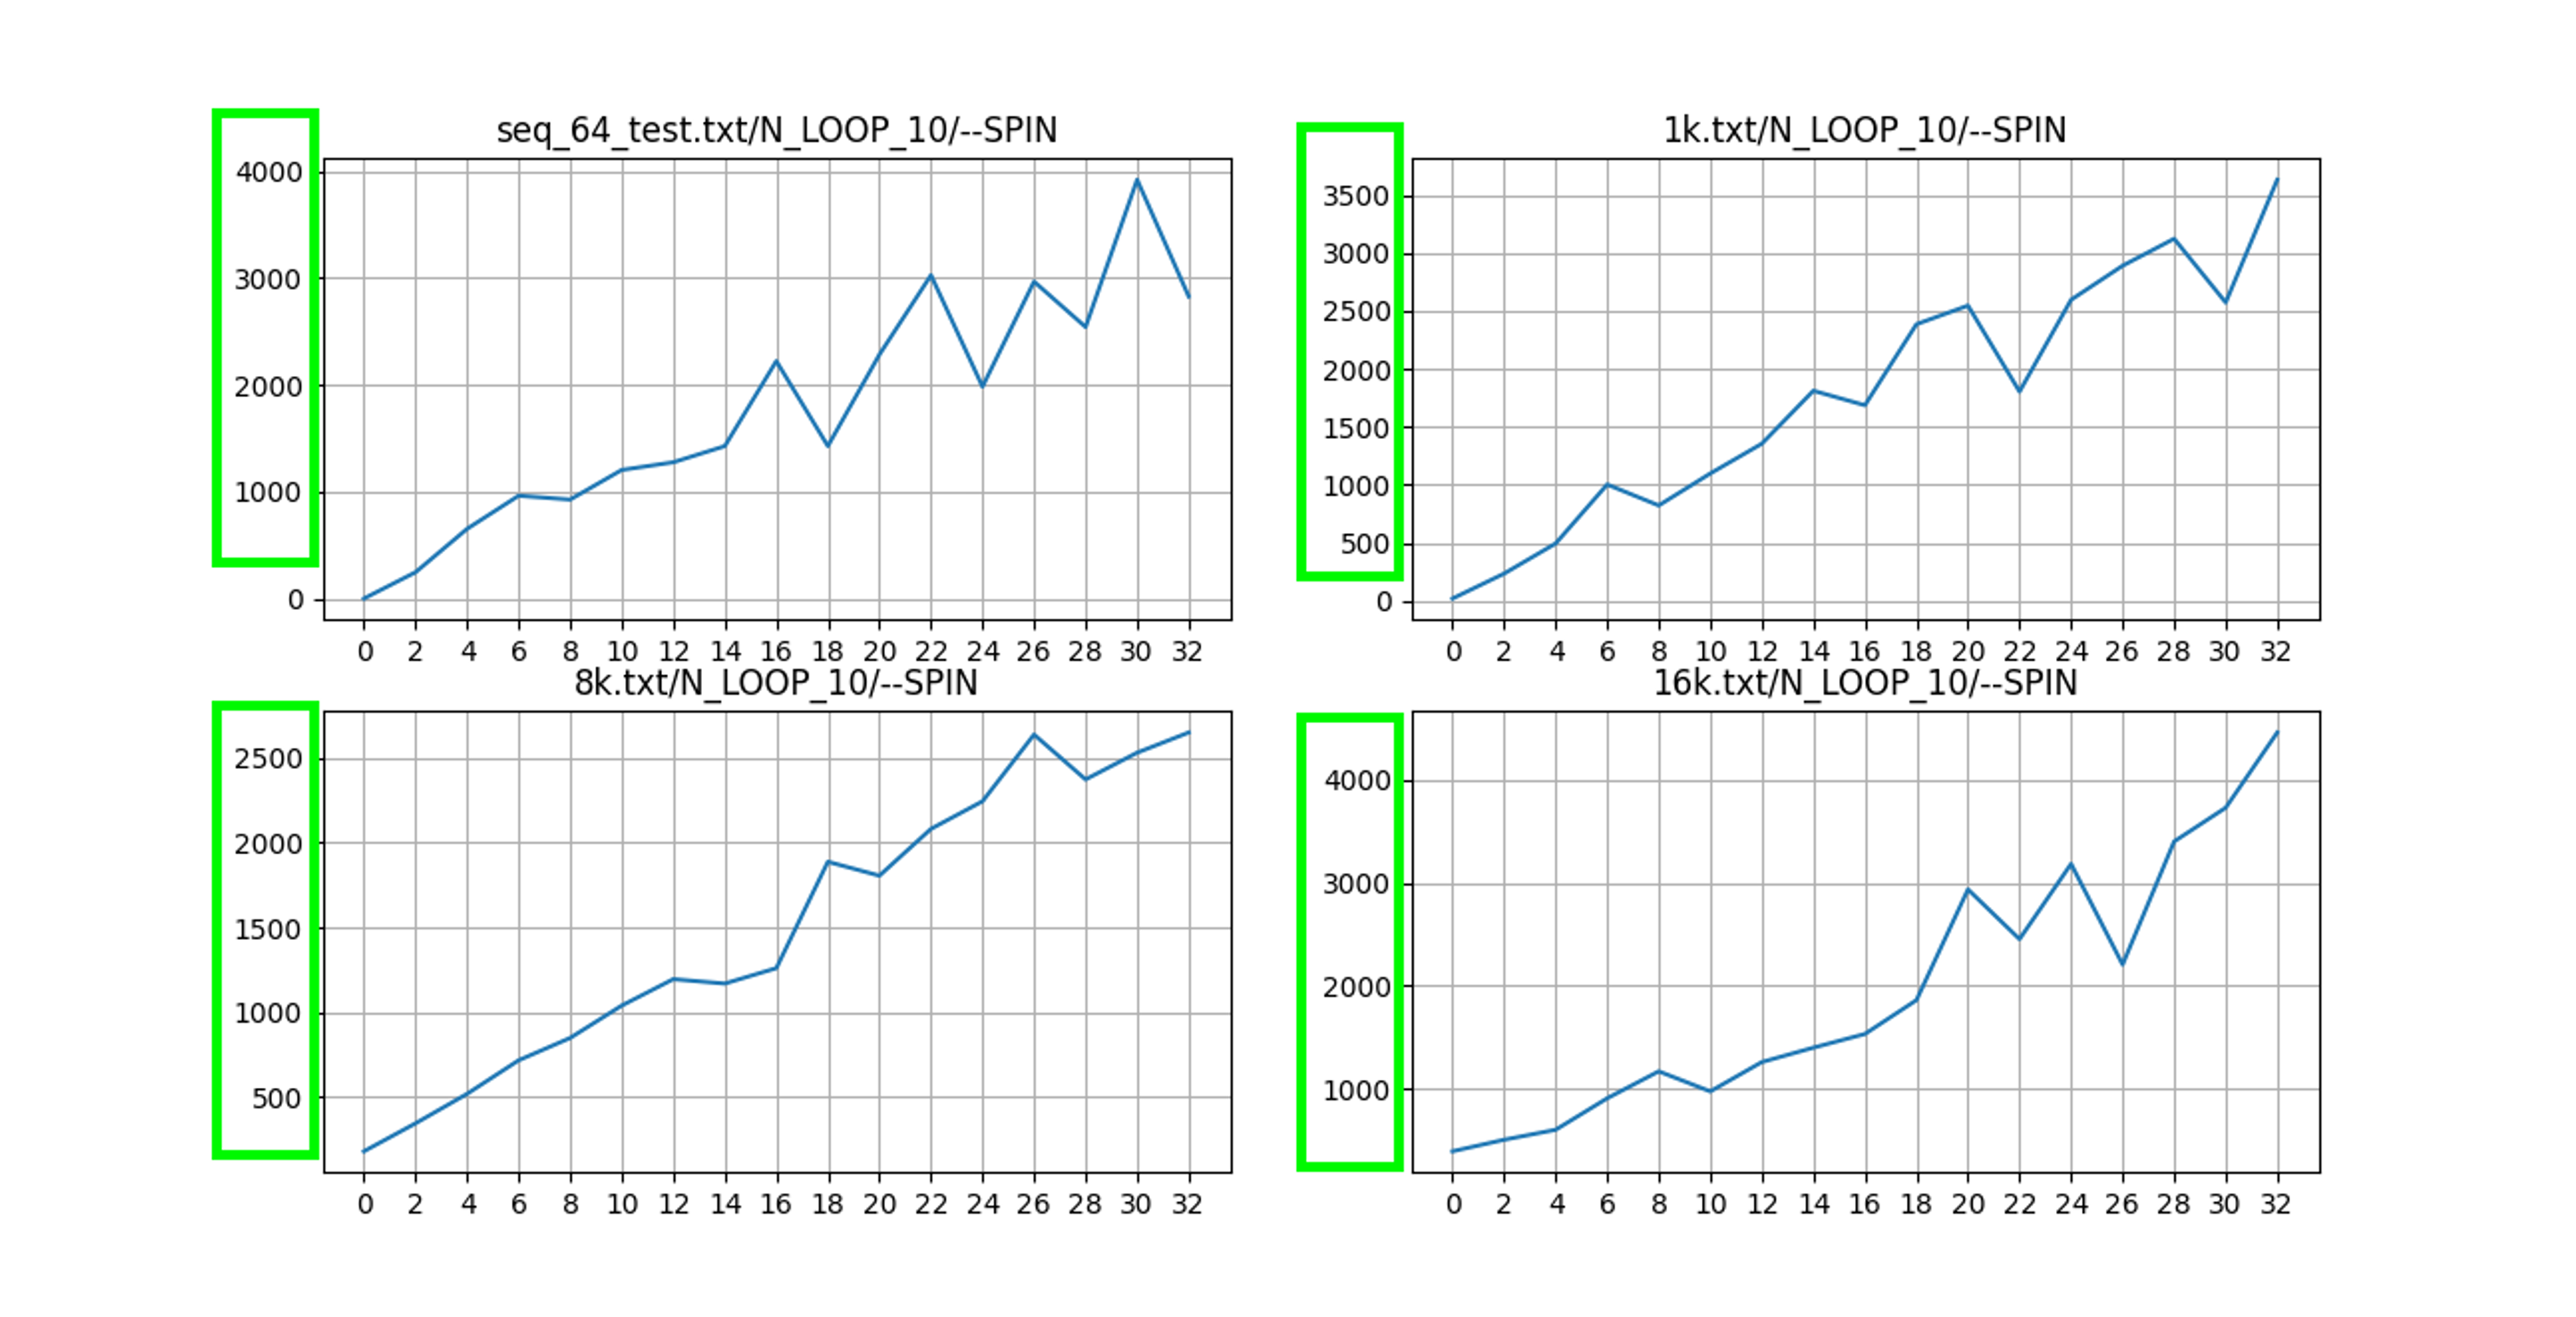 seq_64_test.txt/N_LOOP_10/--SPIN
4000
3000
2000
1000
0
0 2 4 6 8 10 12 14 16 18 20 22 24 26 28 30 32
1k.txt/N_LOOP_10/--SPIN
3500
3000
2500
2000
1500
1000
500
0
0 2 4 6 8 10 12 14 16 18 20 22 24 26 28 30 32
8k.txt/N_LOOP_10/--SPIN
2500
2000
1500
1000
500
0 2 4 6 8 10 12 14 16 18 20 22 24 26 28 30 32
16k.txt/N_LOOP_10/--SPIN
4000
3000
2000
1000
0 2 4 6 8 10 12 14 16 18 20 22 24 26 28 30 32